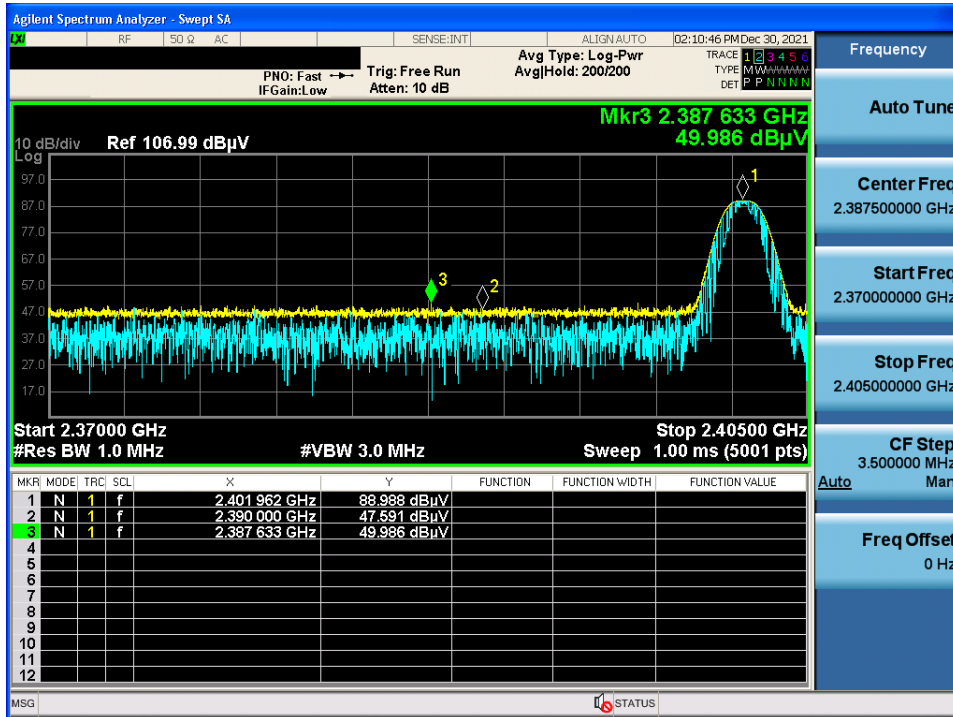 Agilent Spectrum Analyzer - Swept SA
LXI RF 50 Ω AC SENSE:INT ALIGN AUTO 02:10:46 PM Dec 30, 2021
Avg Type: Log-Pwr TRACE 1 2 3 4 5 6
PNO: Fast Trig: Free Run Avg|Hold: 200/200 TYPE M W W W W W
IFGain:Low Atten: 10 dB DET P P N N N N
Mkr3 2.387 633 GHz
49.986 dBµV
10 dB/div Ref 106.99 dBµV
Log
97.0
87.0
77.0
67.0
57.0
47.0
37.0
27.0
17.0
1
3
2
Start 2.37000 GHz Stop 2.40500 GHz
#Res BW 1.0 MHz #VBW 3.0 MHz Sweep 1.00 ms (5001 pts)
MKR MODE TRC SCL X Y FUNCTION FUNCTION WIDTH FUNCTION VALUE
1 N 1 f 2.401 962 GHz 88.988 dBµV
2 N 1 f 2.390 000 GHz 47.591 dBµV
3 N 1 f 2.387 633 GHz 49.986 dBµV
4
5
6
7
8
9
10
11
12
MSG STATUS
Frequency
Auto Tune
Center Freq
2.387500000 GHz
Start Freq
2.370000000 GHz
Stop Freq
2.405000000 GHz
CF Step
3.500000 MHz
Auto Man
Freq Offset
0 Hz